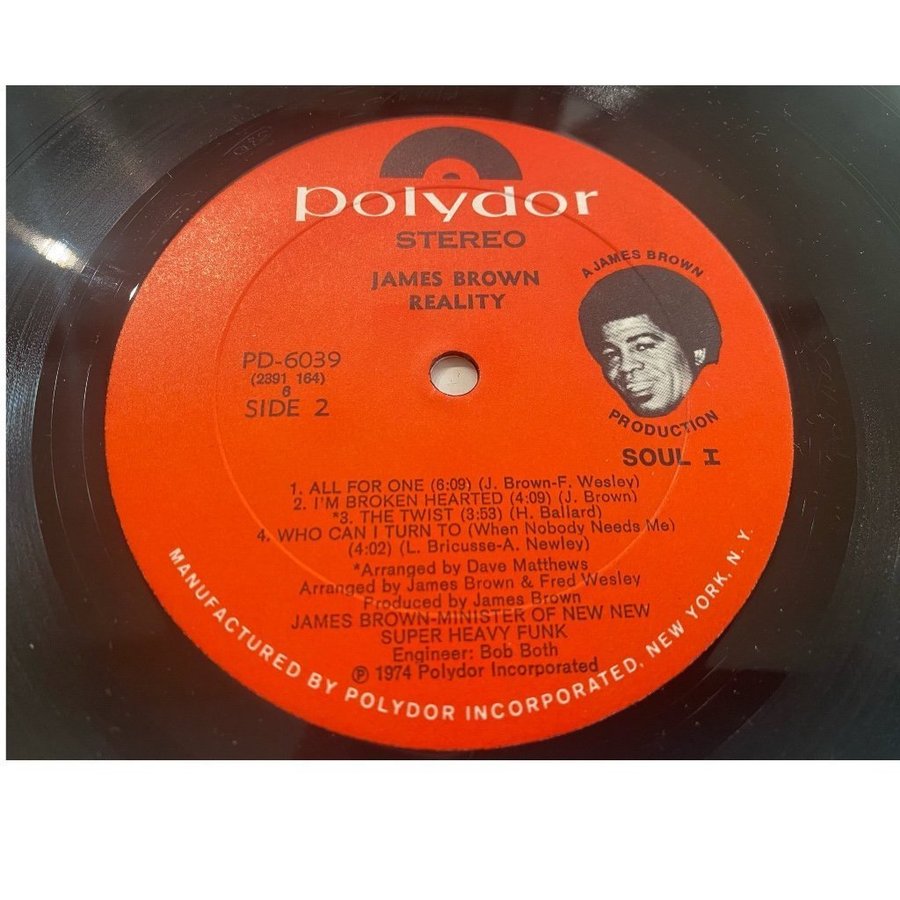 polydor
STEREO
JAMES BROWN
REALITY
A JAMES BROWN
PRODUCTION
SOUL I
PD-6039
(2391 164)
6
SIDE 2
1. ALL FOR ONE (6:09) (J. Brown-F. Wesley)
2. I'M BROKEN HEARTED (4:09) (J. Brown)
*3. THE TWIST (3:53) (H. Ballard)
4. WHO CAN I TURN TO (When Nobody Needs Me)
(4:02) (L. Bricusse-A. Newley)
*Arranged by Dave Matthews
Arranged by James Brown & Fred Wesley
Produced by James Brown
JAMES BROWN-MINISTER OF NEW NEW
SUPER HEAVY FUNK
Engineer: Bob Both
℗ 1974 Polydor Incorporated
MANUFACTURED BY POLYDOR INCORPORATED, NEW YORK, N. Y.